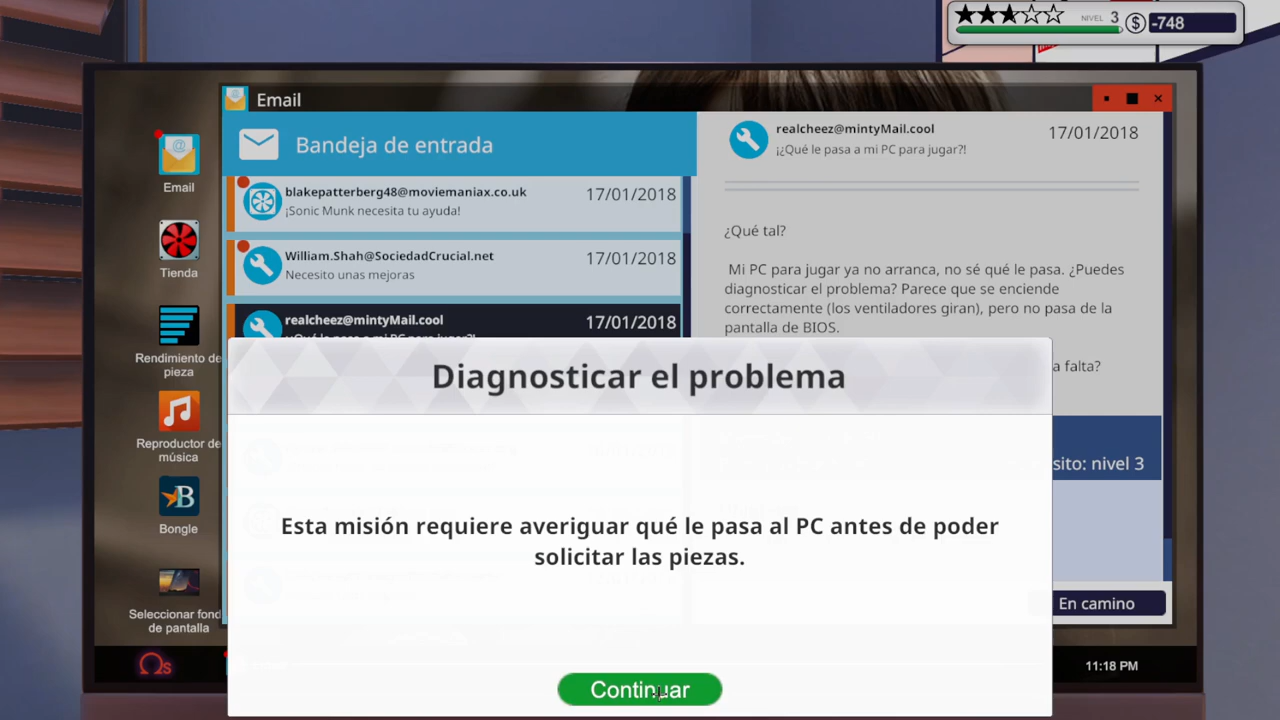 NIVEL 3 $ -748
Email
Bandeja de entrada
realcheez@mintyMail.cool 17/01/2018
¡¿Qué le pasa a mi PC para jugar?!
Email
blakepatterberg48@moviemaniax.co.uk 17/01/2018
¡Sonic Munk necesita tu ayuda!
¿Qué tal?
Tienda
William.Shah@SociedadCrucial.net 17/01/2018
Necesito unas mejoras
Mi PC para jugar ya no arranca, no sé qué le pasa. ¿Puedes
diagnosticar el problema? Parece que se enciende
correctamente (los ventiladores giran), pero no pasa de la
pantalla de BIOS.
realcheez@mintyMail.cool 17/01/2018
Rendimiento de
pieza
a falta?
Diagnosticar el problema
Reproductor de
música
sito: nivel 3
B
Bongle
Esta misión requiere averiguar qué le pasa al PC antes de poder
solicitar las piezas.
Seleccionar fond
de pantalla
En camino
Ωs
11:18 PM
Continuar